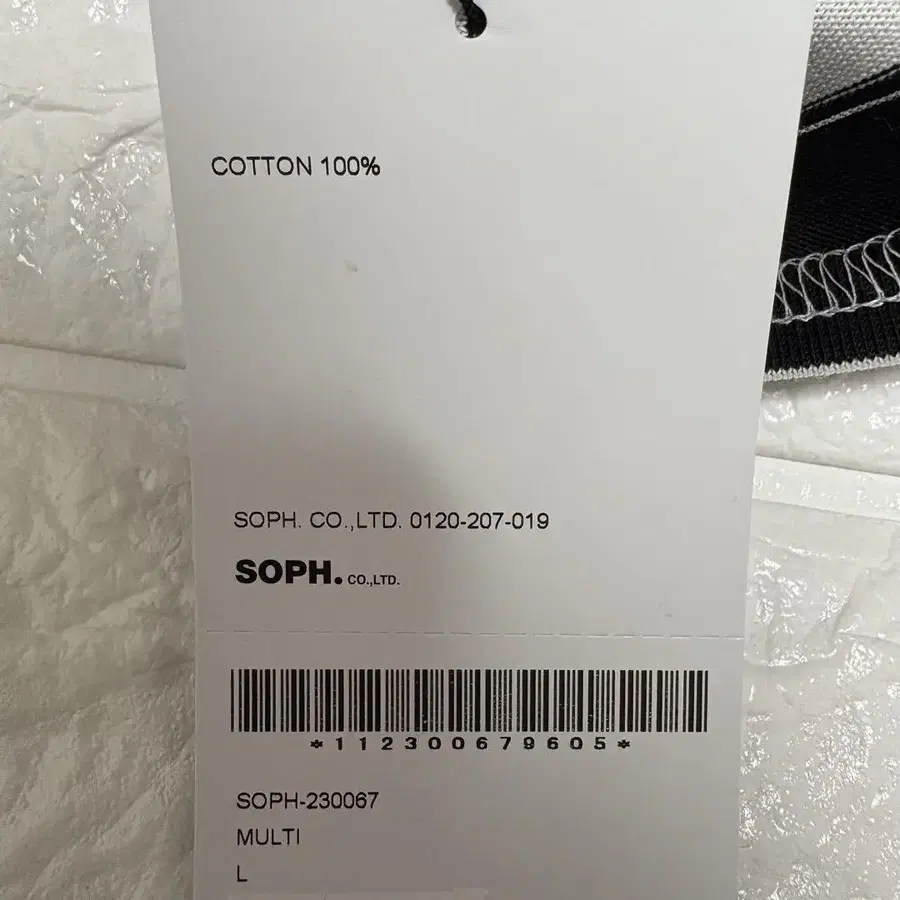 COTTON 100%
SOPH. CO.,LTD. 0120-207-019
SOPH. CO.,LTD.
*112300679605*
SOPH-230067
MULTI
L